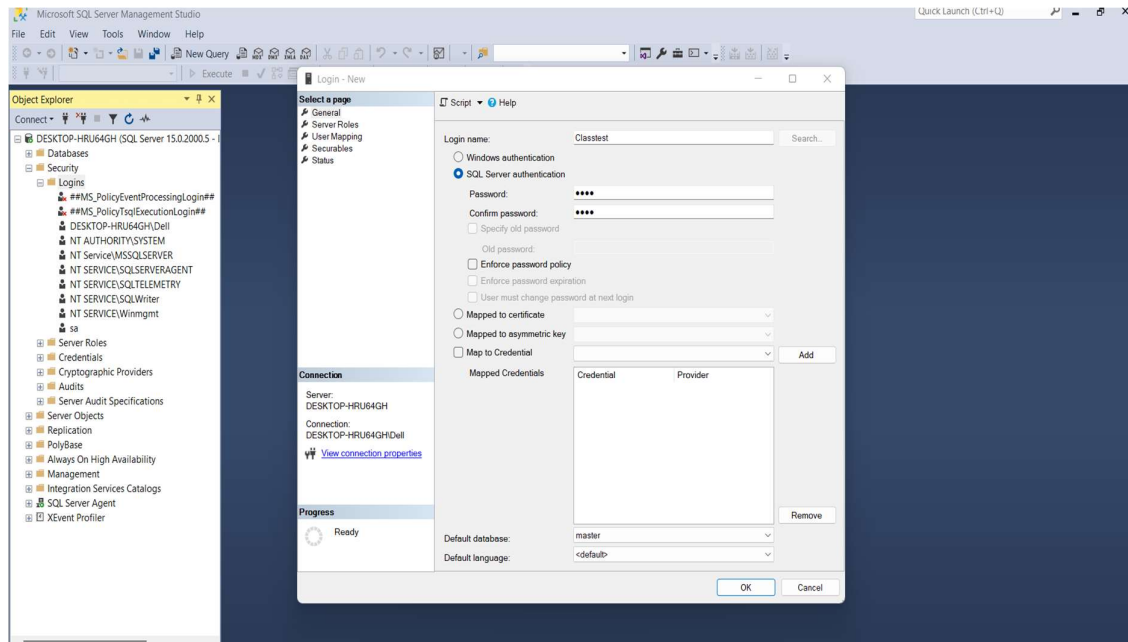 Microsoft SQL Server Management Studio
Quick Launch (Ctrl+Q)
File Edit View Tools Window Help
New Query
Execute
Object Explorer
Connect
DESKTOP-HRU64GH (SQL Server 15.0.2000.5 - I
Databases
Security
Logins
##MS_PolicyEventProcessingLogin##
##MS_PolicyTsqlExecutionLogin##
DESKTOP-HRU64GH\Dell
NT AUTHORITY\SYSTEM
NT Service\MSSQLSERVER
NT SERVICE\SQLSERVERAGENT
NT SERVICE\SQLTELEMETRY
NT SERVICE\SQLWriter
NT SERVICE\Winmgmt
sa
Server Roles
Credentials
Cryptographic Providers
Audits
Server Audit Specifications
Server Objects
Replication
PolyBase
Always On High Availability
Management
Integration Services Catalogs
SQL Server Agent
XEvent Profiler
Login - New
Select a page
General
Server Roles
User Mapping
Securables
Status
Connection
Server:
DESKTOP-HRU64GH
Connection:
DESKTOP-HRU64GH\Dell
View connection properties
Progress
Ready
Script Help
Login name: Classtest Search...
Windows authentication
SQL Server authentication
Password: ••••
Confirm password: ••••
Specify old password
Old password:
Enforce password policy
Enforce password expiration
User must change password at next login
Mapped to certificate
Mapped to asymmetric key
Map to Credential Add
Mapped Credentials Credential Provider
Remove
Default database: master
Default language: <default>
OK Cancel